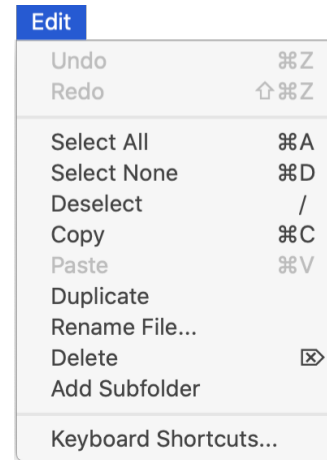 Edit
Undo ⌘Z
Redo ⇧⌘Z
Select All ⌘A
Select None ⌘D
Deselect /
Copy ⌘C
Paste ⌘V
Duplicate
Rename File...
Delete ⌦
Add Subfolder
Keyboard Shortcuts...